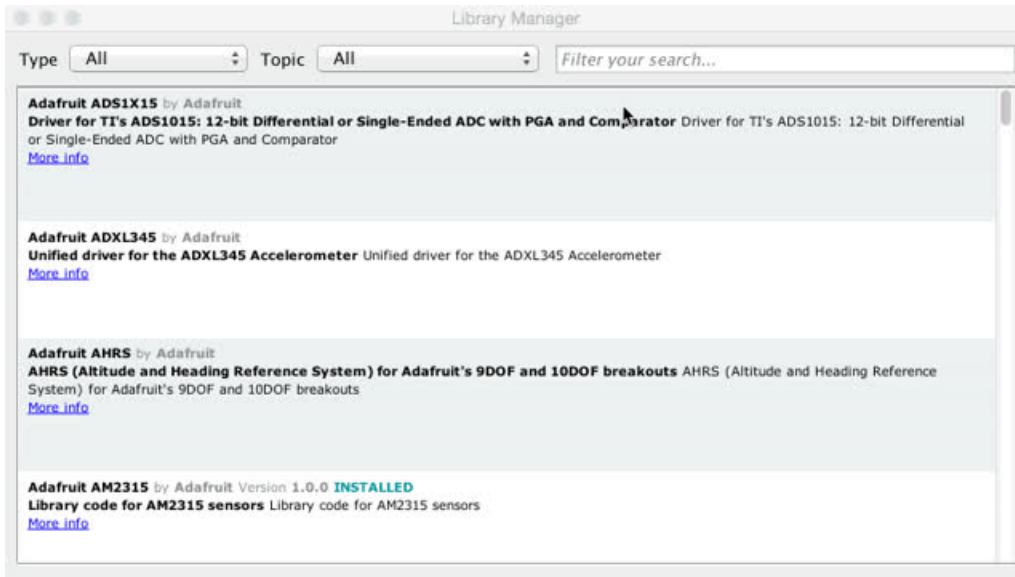 Library Manager
Type All Topic All Filter your search...
Adafruit ADS1X15 by Adafruit
Driver for TI's ADS1015: 12-bit Differential or Single-Ended ADC with PGA and Comparator Driver for TI's ADS1015: 12-bit Differential
or Single-Ended ADC with PGA and Comparator
More info
Adafruit ADXL345 by Adafruit
Unified driver for the ADXL345 Accelerometer Unified driver for the ADXL345 Accelerometer
More info
Adafruit AHRS by Adafruit
AHRS (Altitude and Heading Reference System) for Adafruit's 9DOF and 10DOF breakouts AHRS (Altitude and Heading Reference
System) for Adafruit's 9DOF and 10DOF breakouts
More info
Adafruit AM2315 by Adafruit Version 1.0.0 INSTALLED
Library code for AM2315 sensors Library code for AM2315 sensors
More info